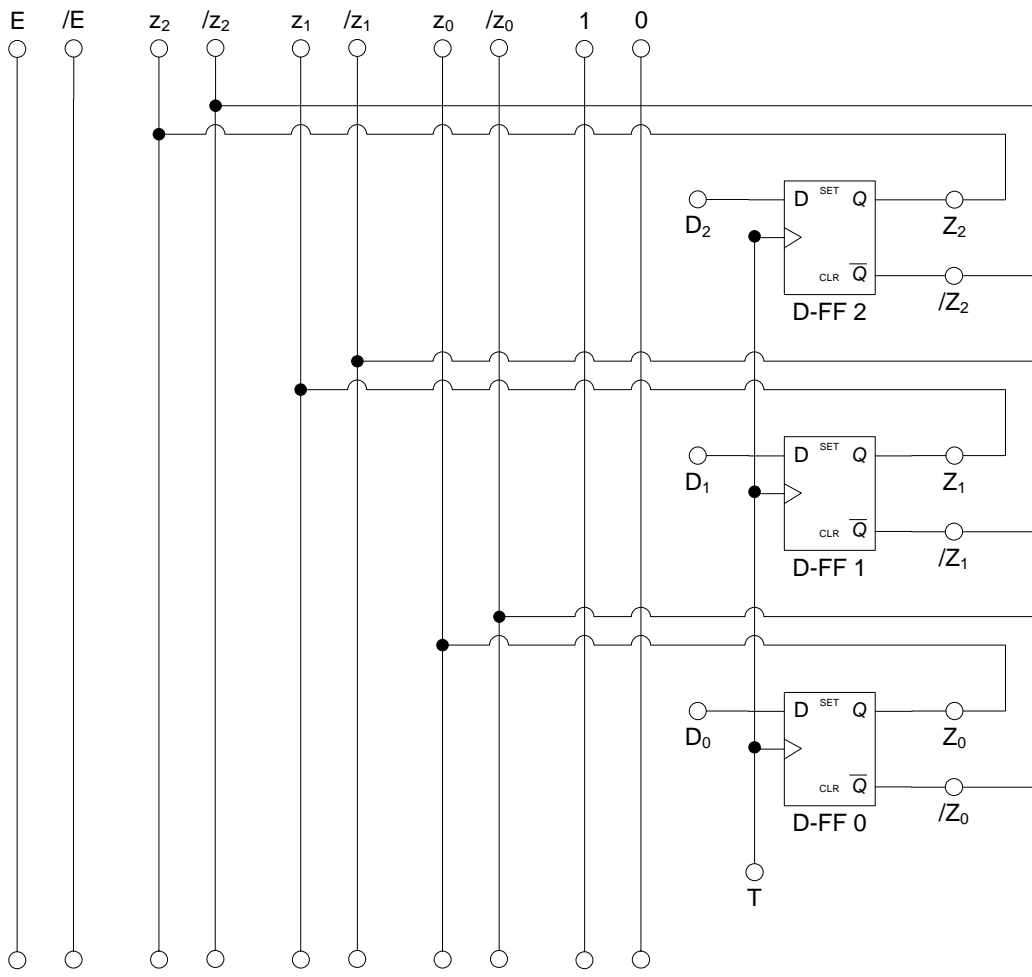 E /E z₂ /z₂ z₁ /z₁ z₀ /z₀ 1 0
D SET Q
D₂ Z₂
CLR Q̅
D-FF 2 /Z₂
D SET Q
D₁ Z₁
CLR Q̅
D-FF 1 /Z₁
D SET Q
D₀ Z₀
CLR Q̅
D-FF 0 /Z₀
T